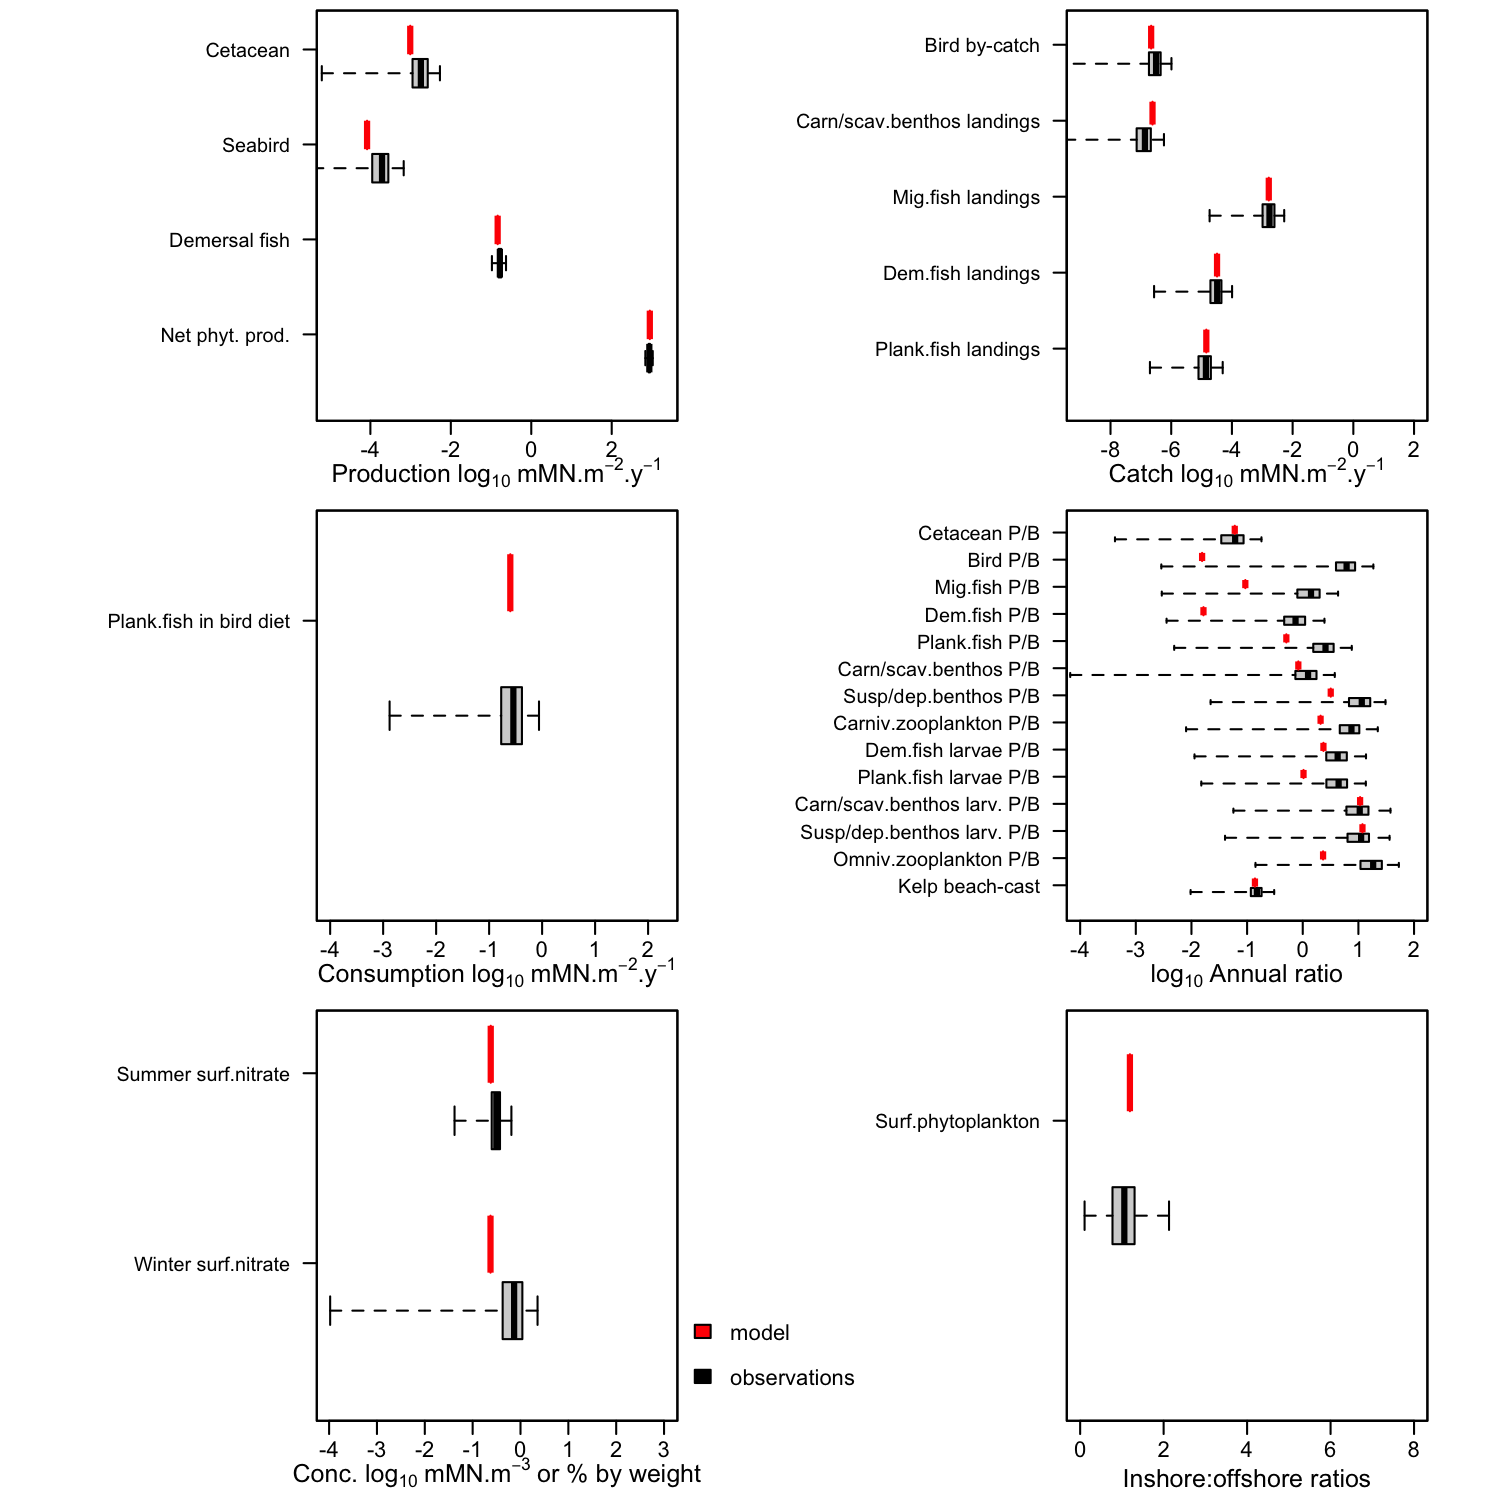 Cetacean
Seabird
Demersal fish
Net phyt. prod.
-4 -2 0 2
Production log₁₀ mMN.m⁻².y⁻¹
Bird by-catch
Carn/scav.benthos landings
Mig.fish landings
Dem.fish landings
Plank.fish landings
-8 -6 -4 -2 0 2
Catch log₁₀ mMN.m⁻².y⁻¹
Plank.fish in bird diet
-4 -3 -2 -1 0 1 2
Consumption log₁₀ mMN.m⁻².y⁻¹
Cetacean P/B
Bird P/B
Mig.fish P/B
Dem.fish P/B
Plank.fish P/B
Carn/scav.benthos P/B
Susp/dep.benthos P/B
Carniv.zooplankton P/B
Dem.fish larvae P/B
Plank.fish larvae P/B
Carn/scav.benthos larv. P/B
Susp/dep.benthos larv. P/B
Omniv.zooplankton P/B
Kelp beach-cast
-4 -3 -2 -1 0 1 2
log₁₀ Annual ratio
Summer surf.nitrate
Winter surf.nitrate
-4 -3 -2 -1 0 1 2 3
Conc. log₁₀ mMN.m⁻³ or % by weight
model
observations
Surf.phytoplankton
0 2 4 6 8
Inshore:offshore ratios